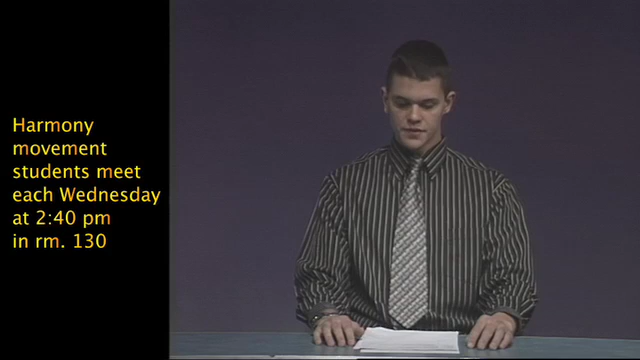 Harmony
movement
students meet
each Wednesday
at 2:40 pm
in rm. 130